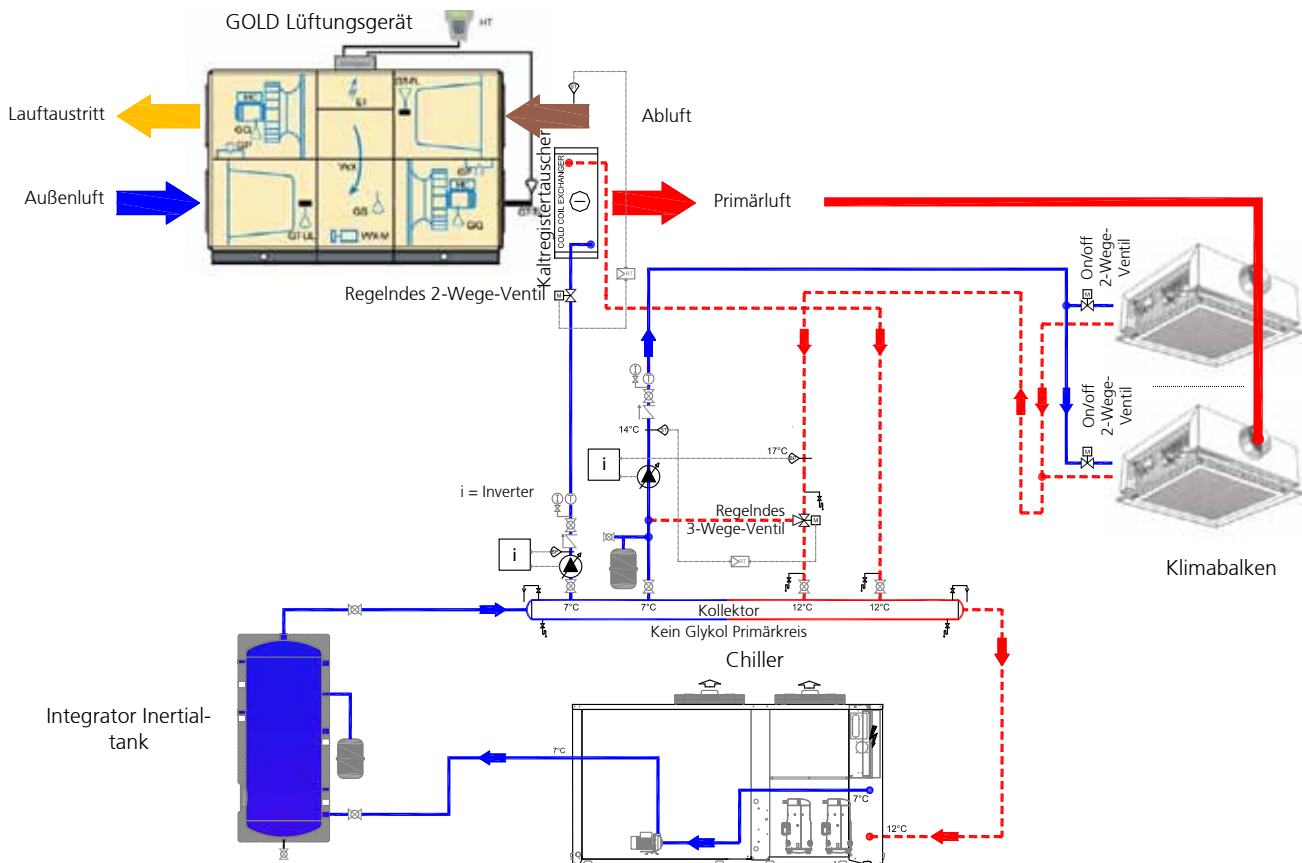 GOLD Lüftungsgerät
HT
Lauftaustritt
Abluft
Außenluft
Primärluft
COLD COIL EXCHANGER
Kaltregistertauscher
Regelndes 2-Wege-Ventil
M
RT
On/off
2-Wege-
Ventil
M
On/off
2-Wege-
Ventil
M
14°C
17°C
i
i = Inverter
i
Regelndes
3-Wege-Ventil
M
RT
Klimabalken
7°C
7°C
Kollektor
12°C
12°C
Kein Glykol Primärkreis
Chiller
Integrator Inertial-
tank
7°C
7°C
12°C